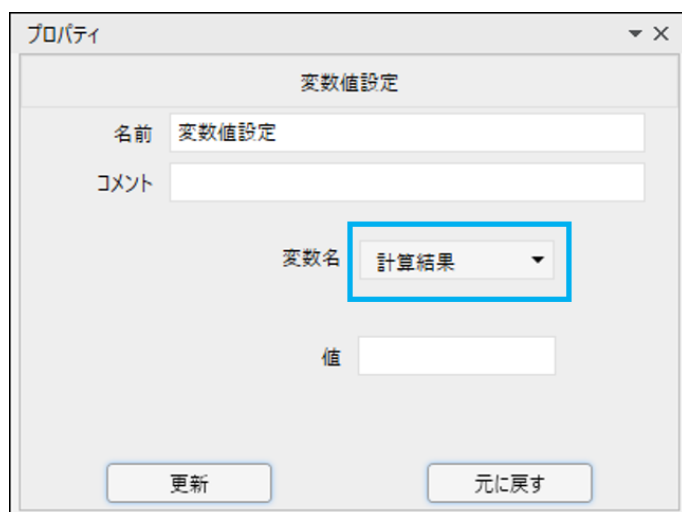 プロパティ
変数値設定
名前 変数値設定
コメント
変数名 計算結果
値
更新 元に戻す